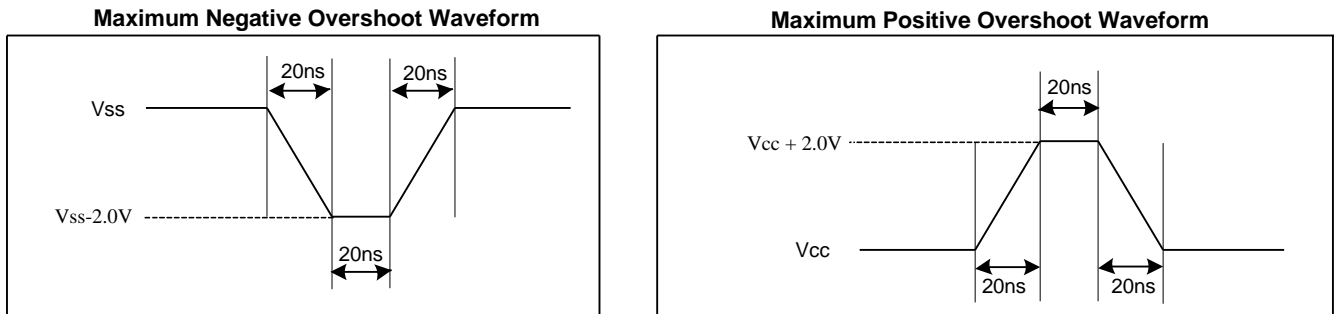 Maximum Negative Overshoot Waveform
20ns
20ns
Vss
Vss-2.0V
20ns
Maximum Positive Overshoot Waveform
20ns
Vcc + 2.0V
Vcc
20ns
20ns